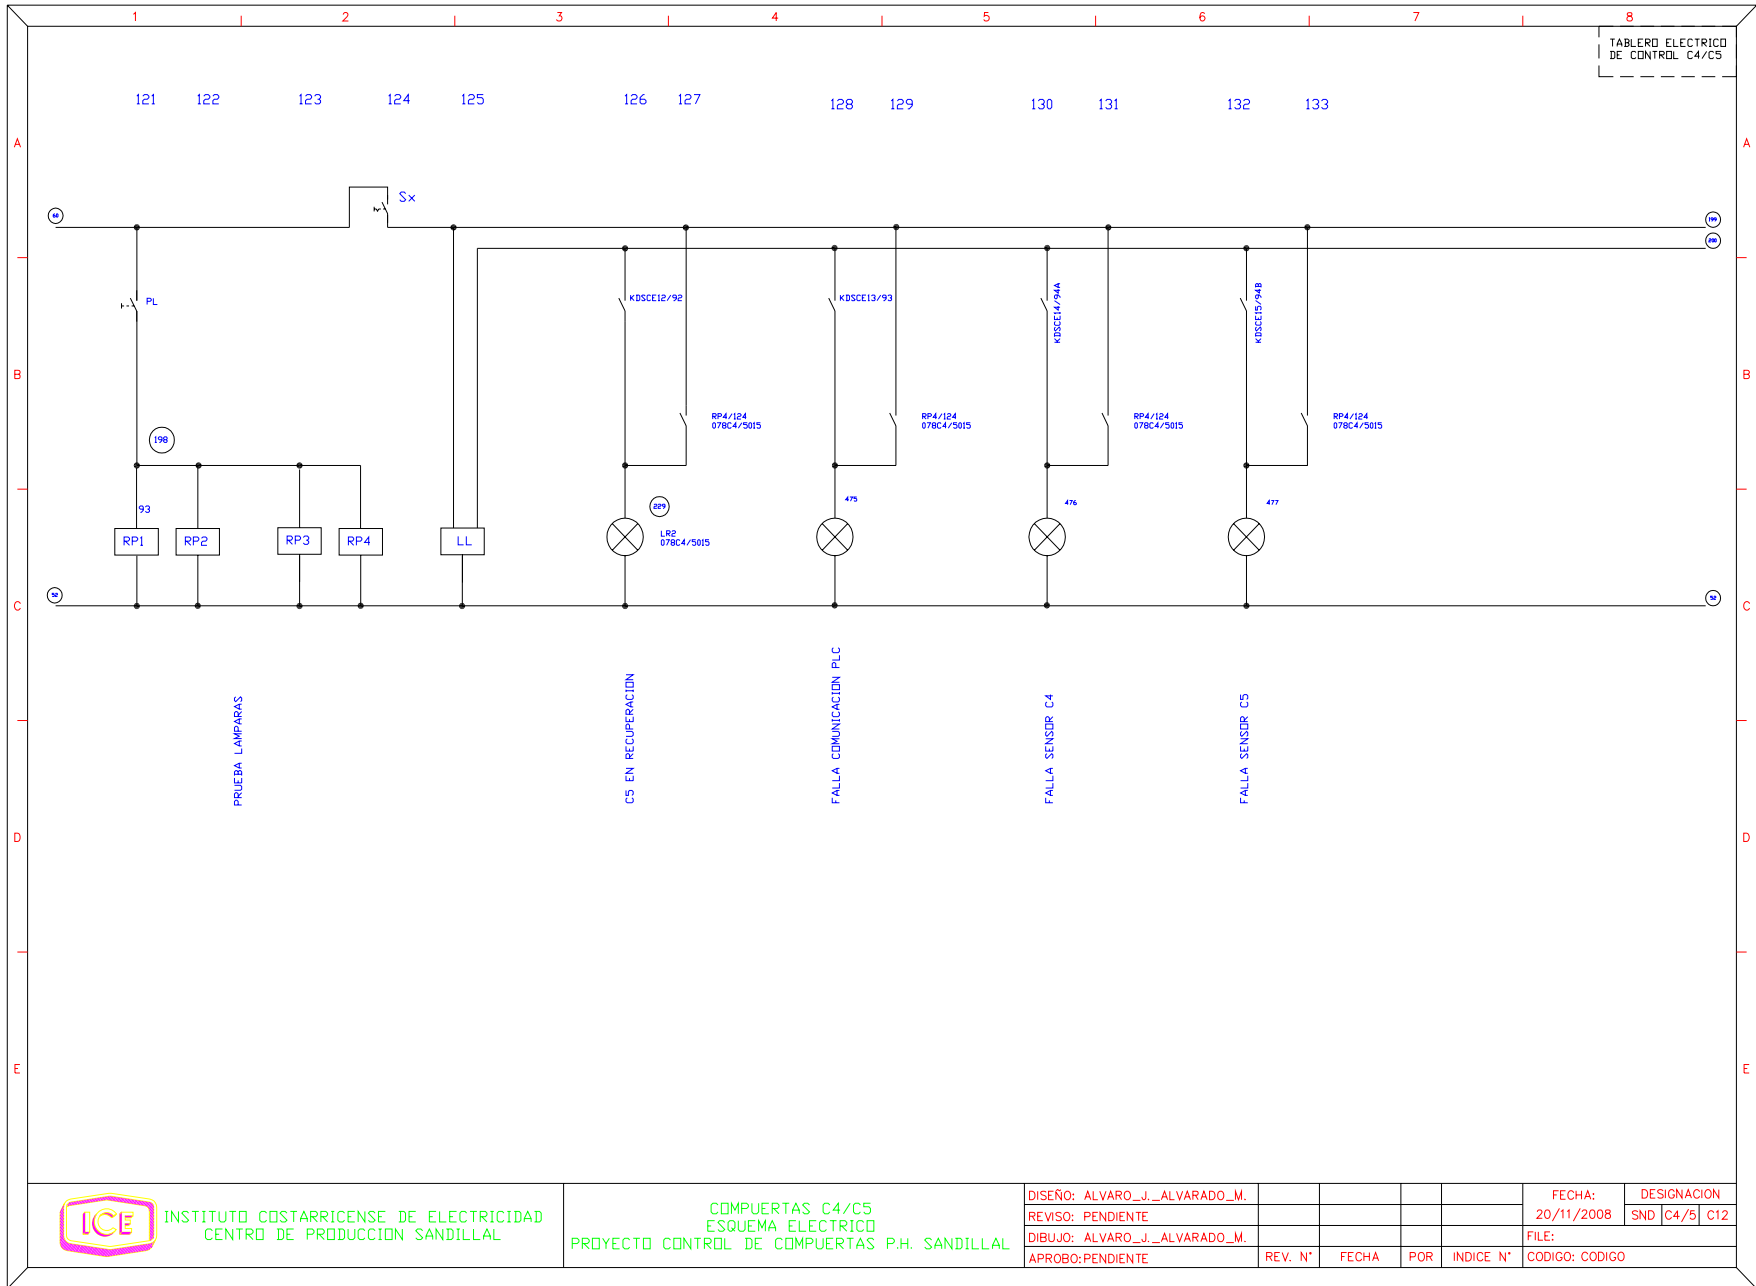 1 2 3 4 5 6 7 8
TABLERO ELECTRICO
DE CONTROL C4/C5
121 122 123 124 125 126 127 128 129 130 131 132 133
A A
Sx
60 199
200
PL KDSCE12/92 KDSCE13/93 KDSCE14/94A KDSCE15/94B
B B
RP4/124 RP4/124 RP4/124 RP4/124
078C4/5015 078C4/5015 078C4/5015 078C4/5015
198
93 229 475 476 477
RP1 RP2 RP3 RP4 LL LR2
078C4/5015
52 52
C C
PRUEBA LAMPARAS
C5 EN RECUPERACION
FALLA COMUNICACION PLC
FALLA SENSOR C4
FALLA SENSOR C5
D D
E E
ICE
INSTITUTO COSTARRICENSE DE ELECTRICIDAD
CENTRO DE PRODUCCION SANDILLAL
COMPUERTAS C4/C5
ESQUEMA ELECTRICO
PROYECTO CONTROL DE COMPUERTAS P.H. SANDILLAL
DISEÑO: ALVARO_J._ALVARADO_M.
REVISO: PENDIENTE
DIBUJO: ALVARO_J._ALVARADO_M.
APROBO: PENDIENTE
REV. N° FECHA POR INDICE N°
FECHA:
20/11/2008
DESIGNACION
SND C4/5 C12
FILE:
CODIGO: CODIGO